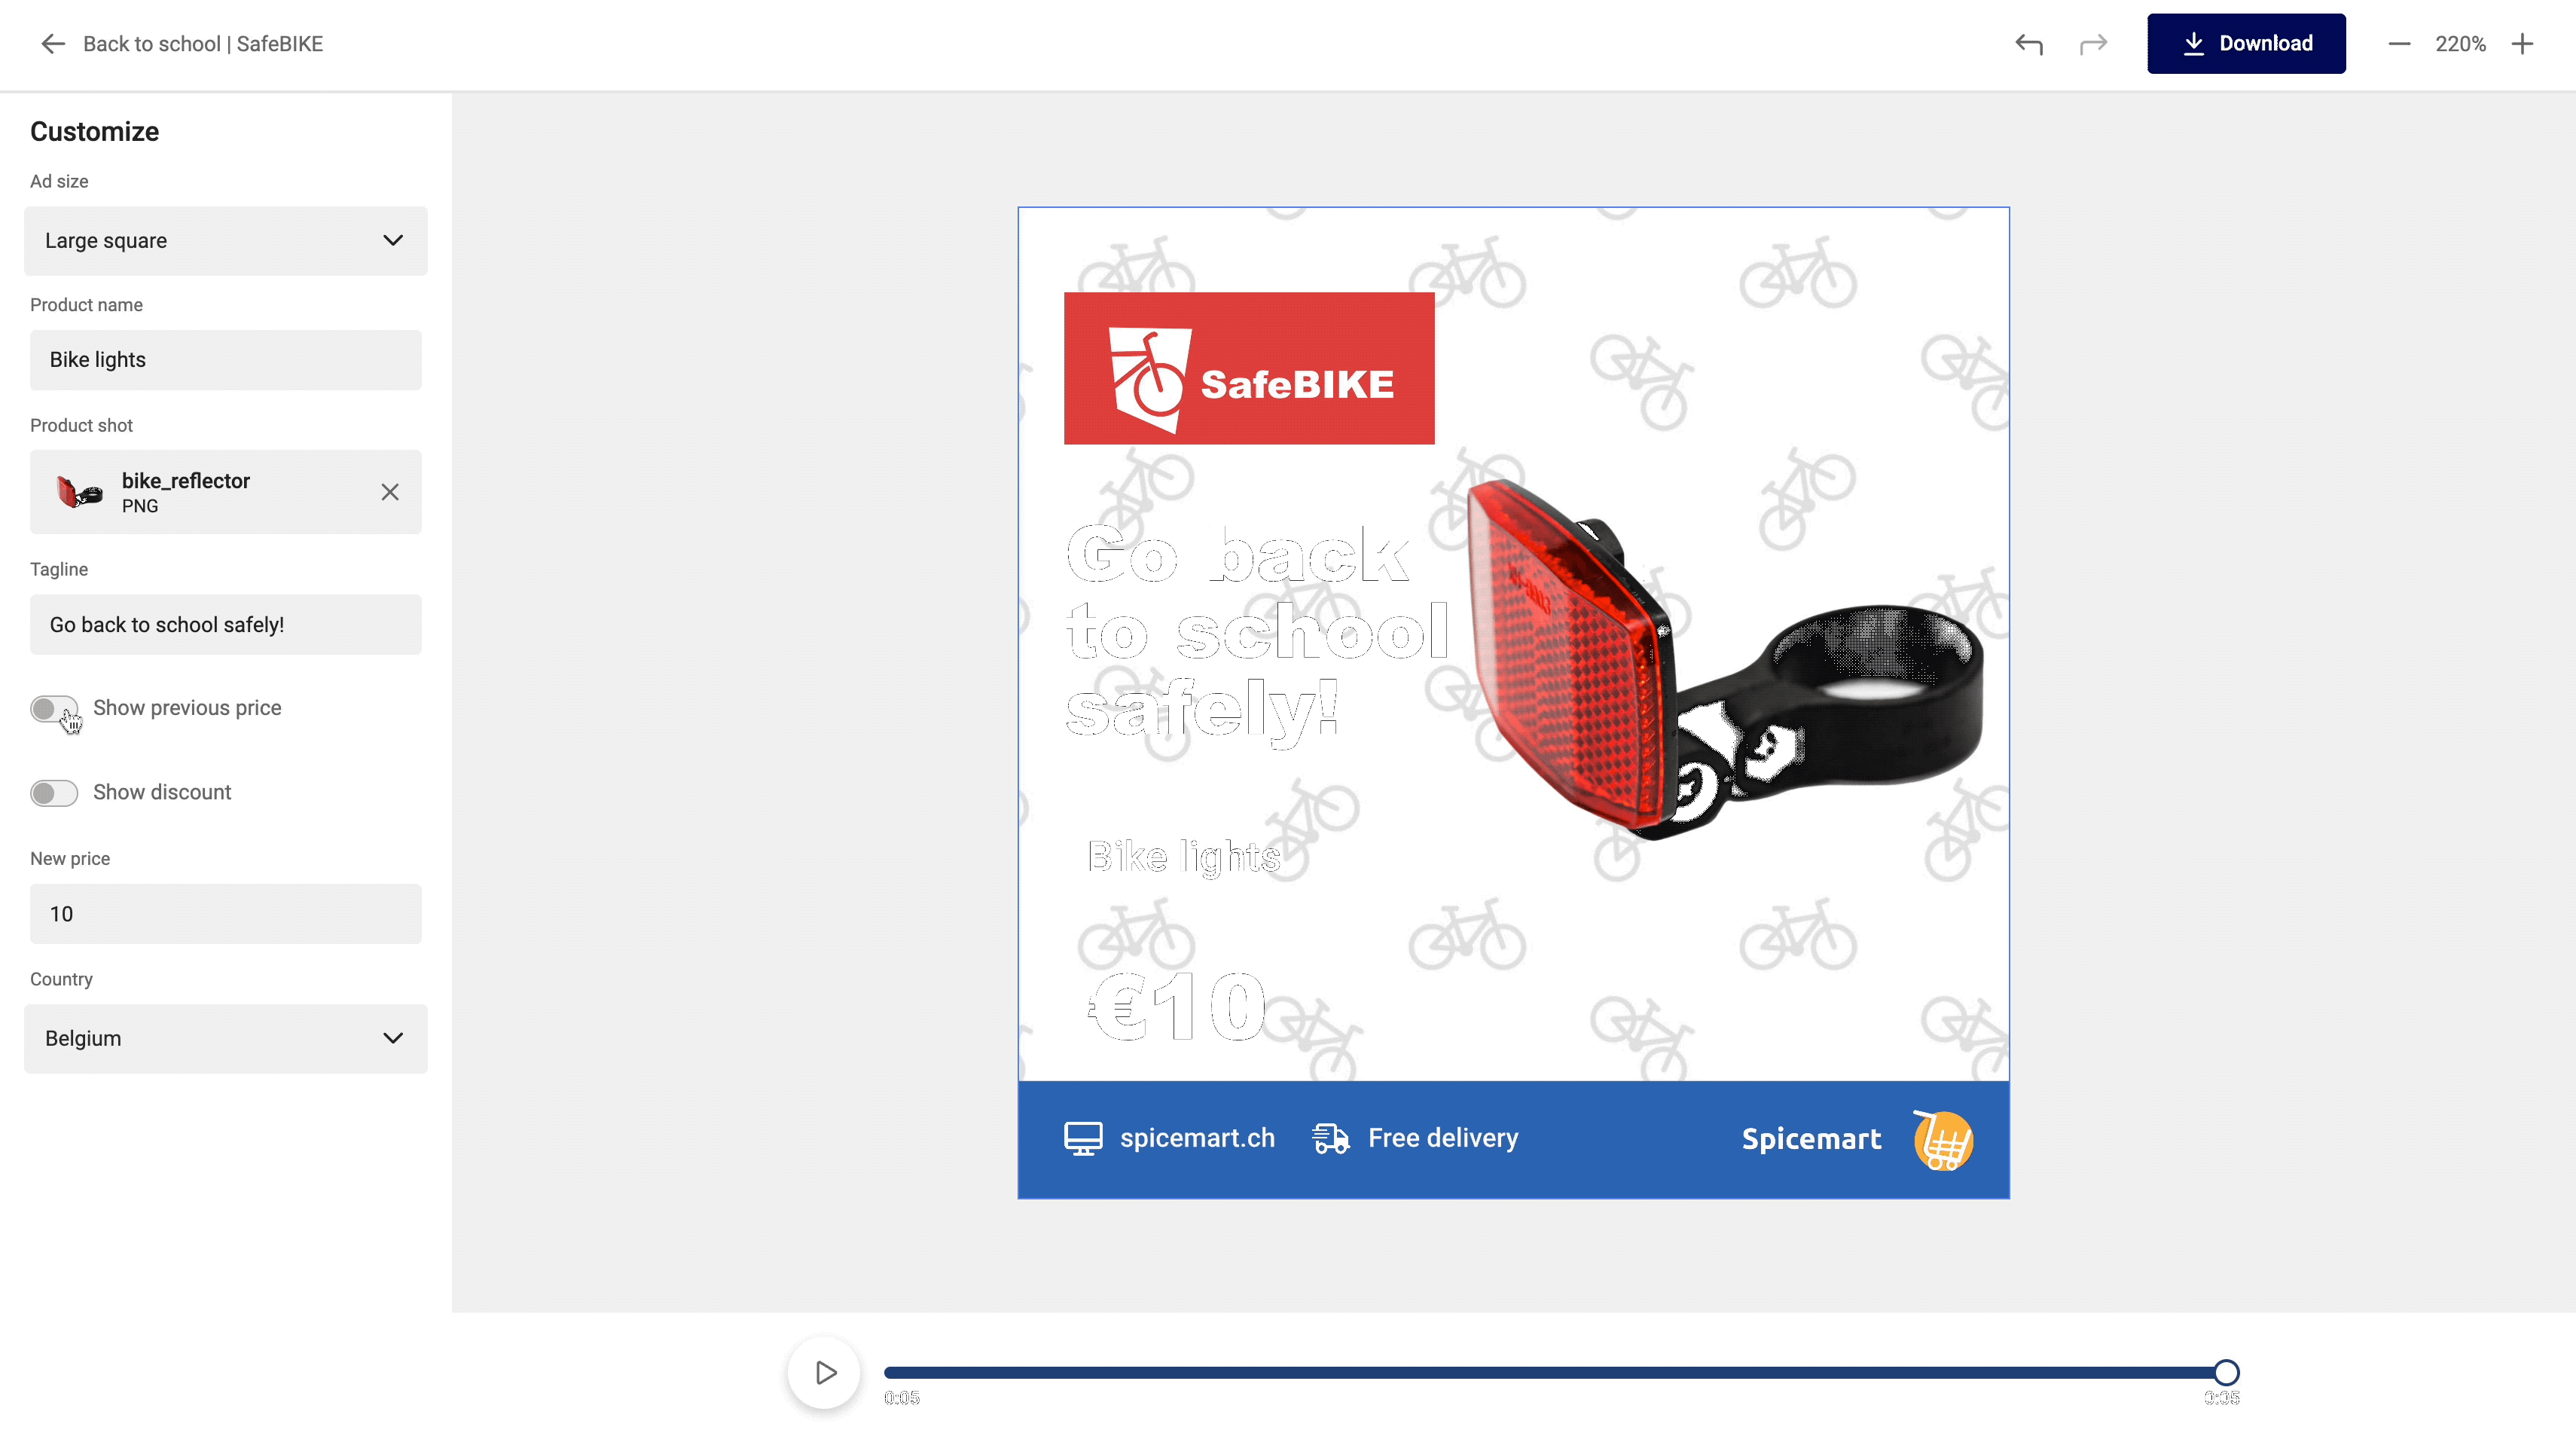 Back to school | SafeBIKE
Download
220%
Customize
Ad size
Large square
Product name
Bike lights
Product shot
bike_reflector
PNG
Tagline
Go back to school safely!
Show previous price
Show discount
New price
10
Country
Belgium
SafeBIKE
Go back
to school
safely!
Bike lights
€10
spicemart.ch
Free delivery
Spicemart
0:05
0:05